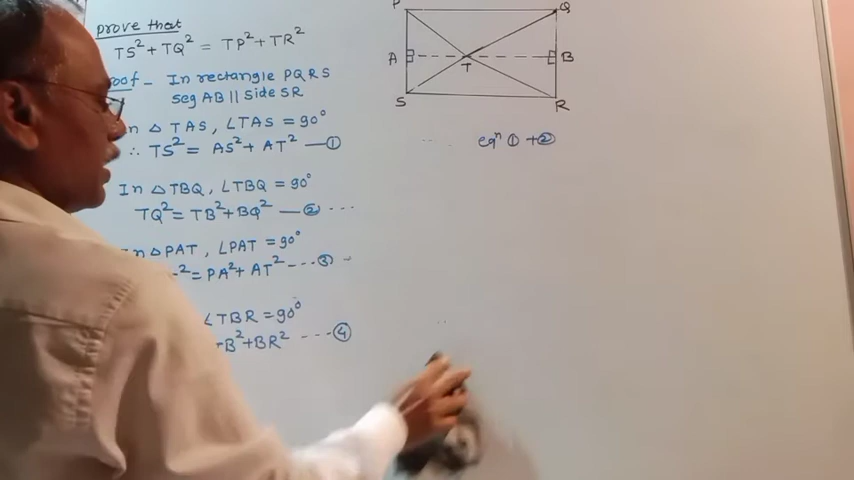 prove that
TS² + TQ² = TP² + TR²
oof - In rectangle PQRS
seg AB || side SR
n △ TAS, ∠TAS = 90°
∴ TS² = AS² + AT² — ①
In △TBQ, ∠TBQ = 90°
TQ² = TB² + BQ² — ② ...
In △PAT, ∠PAT = 90°
² = PA² + AT² --- ③ -
∠TBR = 90°
B² + BR² ---- ④
P
Q
A
T
B
S
R
eqⁿ ① + ②